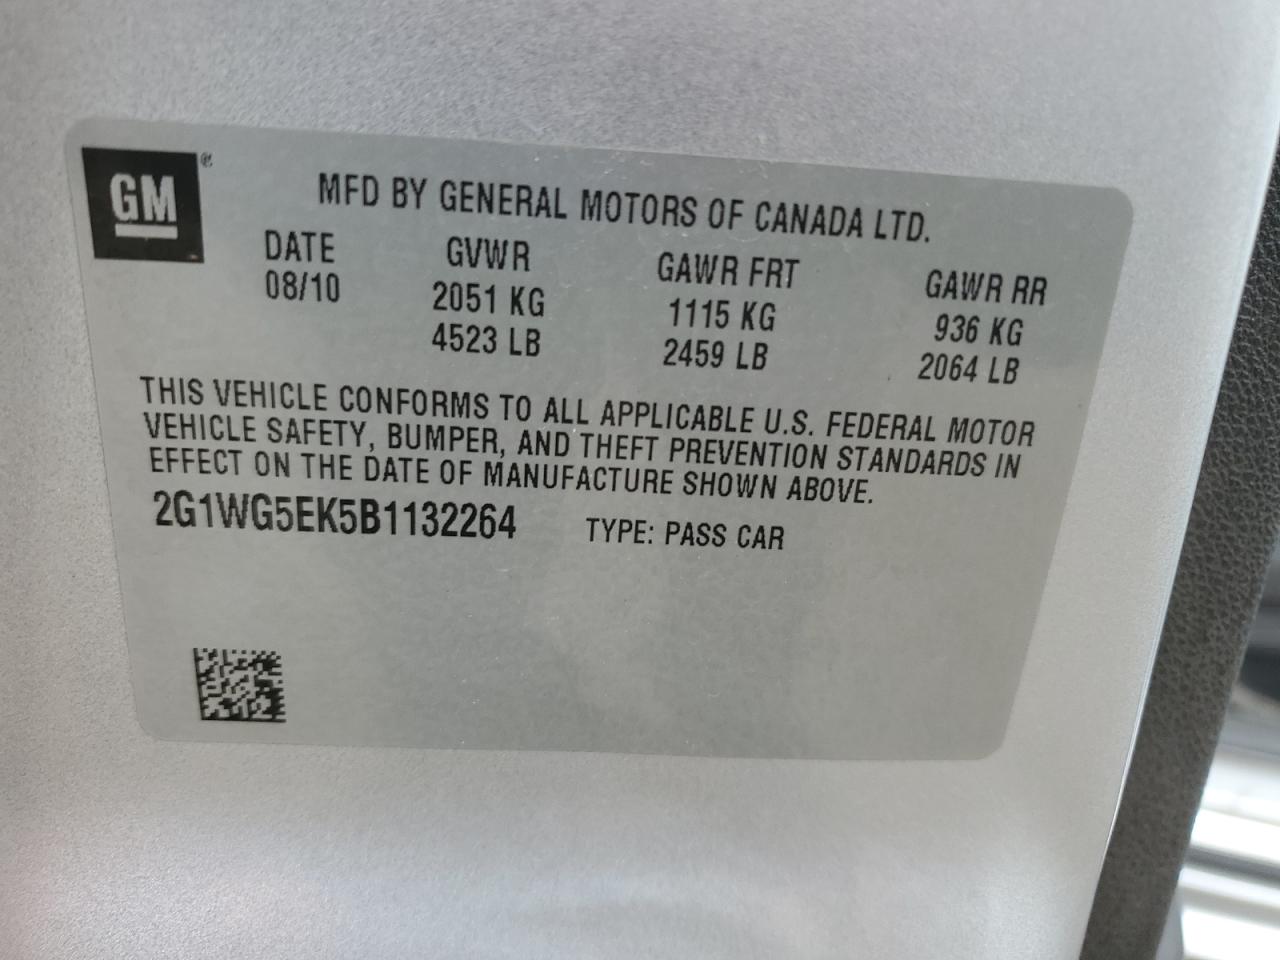 GM ®
MFD BY GENERAL MOTORS OF CANADA LTD.
DATE GVWR GAWR FRT GAWR RR
08/10 2051 KG 1115 KG 936 KG
4523 LB 2459 LB 2064 LB
THIS VEHICLE CONFORMS TO ALL APPLICABLE U.S. FEDERAL MOTOR
VEHICLE SAFETY, BUMPER, AND THEFT PREVENTION STANDARDS IN
EFFECT ON THE DATE OF MANUFACTURE SHOWN ABOVE.
2G1WG5EK5B1132264 TYPE: PASS CAR